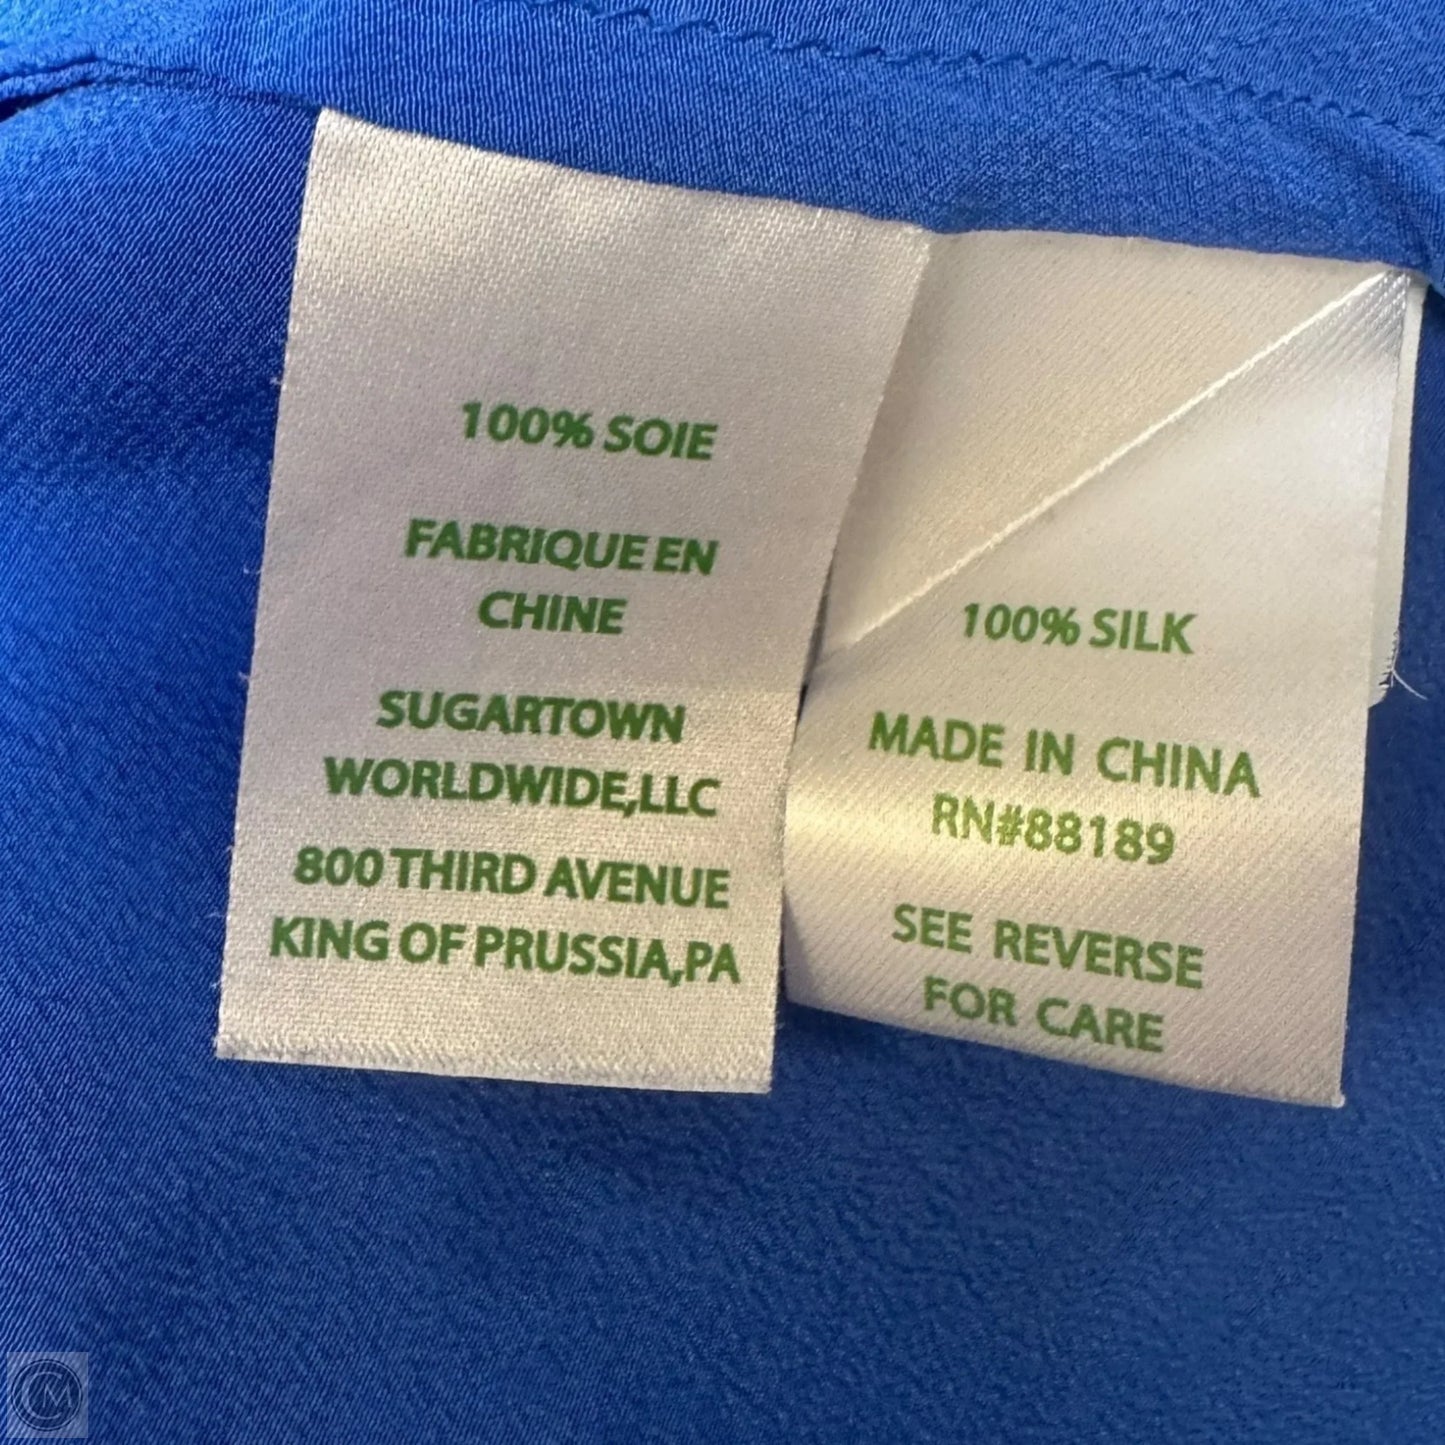 100% SOIE
FABRIQUE EN
CHINE
SUGARTOWN
WORLDWIDE,LLC
800 THIRD AVENUE
KING OF PRUSSIA,PA
100% SILK
MADE IN CHINA
RN#88189
SEE REVERSE
FOR CARE
CM